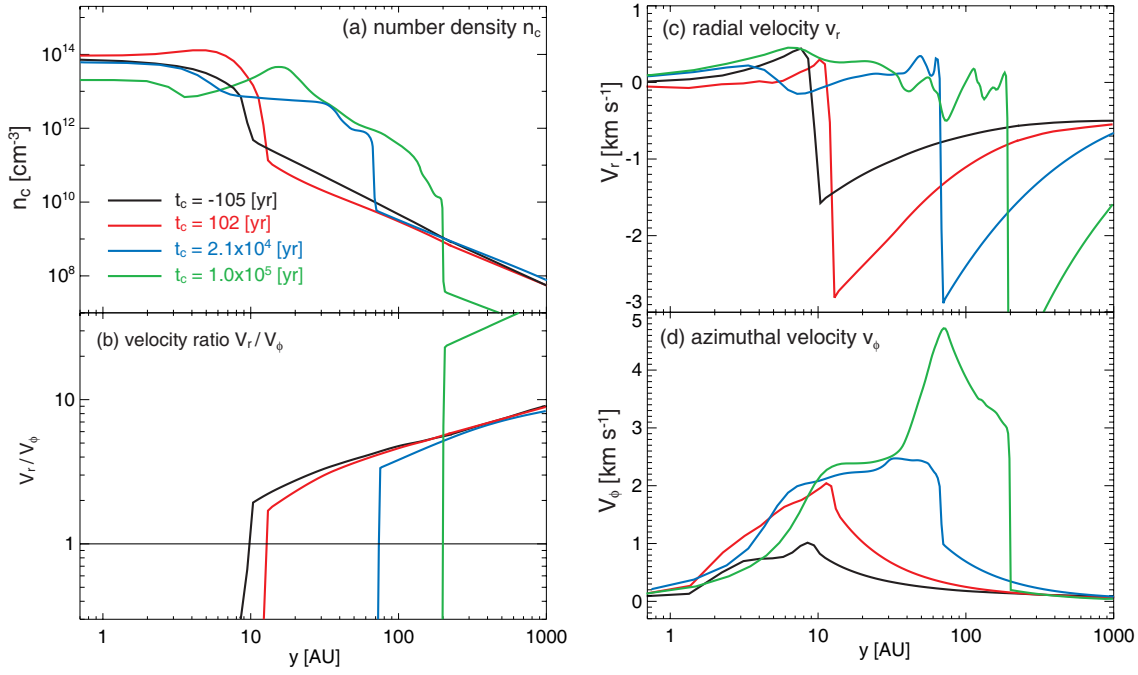 (a) number density n_c
10^14
10^12
10^10
10^8
n_c [cm^-3]
t_c = -105 [yr]
t_c = 102 [yr]
t_c = 2.1x10^4 [yr]
t_c = 1.0x10^5 [yr]
(c) radial velocity v_r
1
0
-1
-2
-3
V_r [km s^-1]
(b) velocity ratio V_r / V_ϕ
10
1
V_r / V_ϕ
1 10 100 1000
y [AU]
(d) azimuthal velocity v_ϕ
5
4
3
2
1
0
V_ϕ [km s^-1]
1 10 100 1000
y [AU]